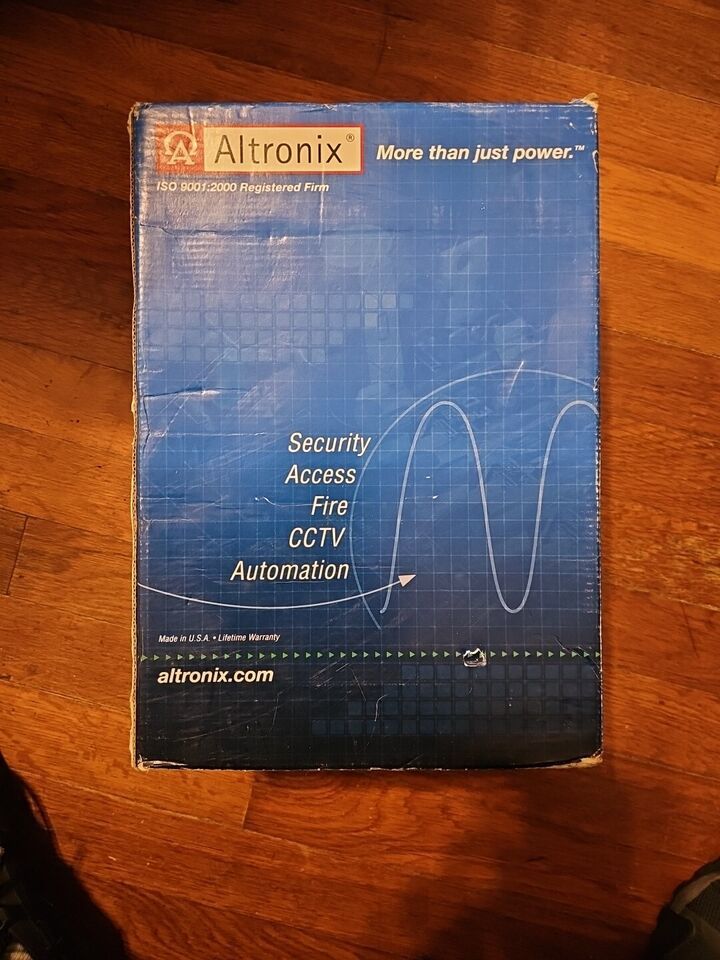 Altronix®
More than just power.™
ISO 9001:2000 Registered Firm
Security
Access
Fire
CCTV
Automation
Made in U.S.A. • Lifetime Warranty
altronix.com